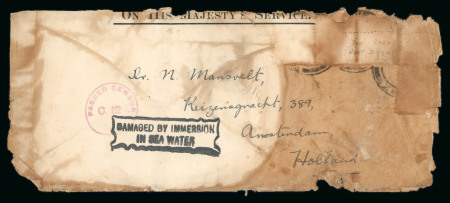 ON HIS MAJESTY'S SERVICE.
Dr. N. Mansvelt,
Keizersgracht, 389,
Amsterdam
Holland
PASSED CENSOR
DAMAGED BY IMMERSION
IN SEA WATER